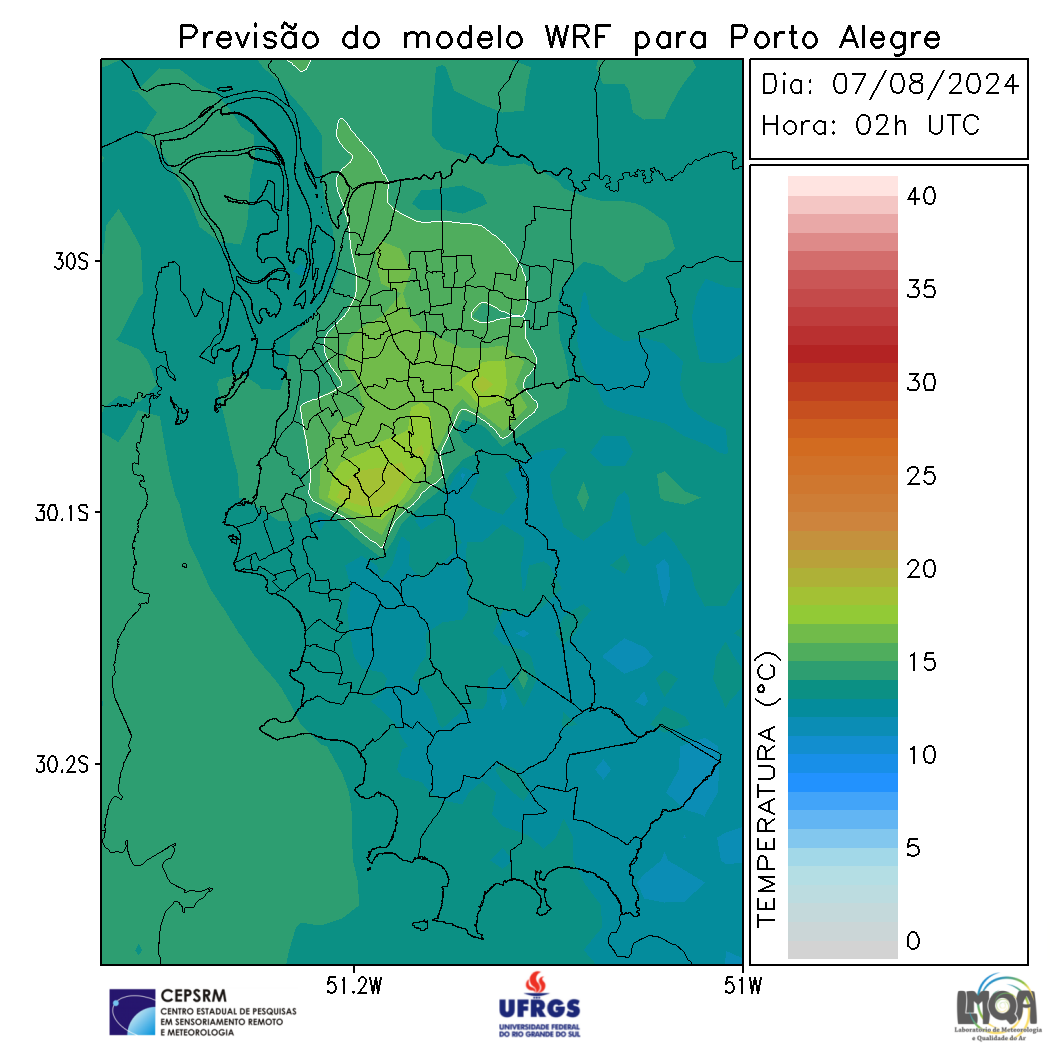 Previsão do modelo WRF para Porto Alegre
Dia: 07/08/2024
Hora: 02h UTC
40
35
30
25
20
15
10
5
0
TEMPERATURA (°C)
30S
30.1S
30.2S
51.2W
51W
CEPSRM
CENTRO ESTADUAL DE PESQUISAS
EM SENSORIAMENTO REMOTO
E METEOROLOGIA
UFRGS
UNIVERSIDADE FEDERAL
DO RIO GRANDE DO SUL
LMQA
Laboratório de Meteorologia
e Qualidade do Ar